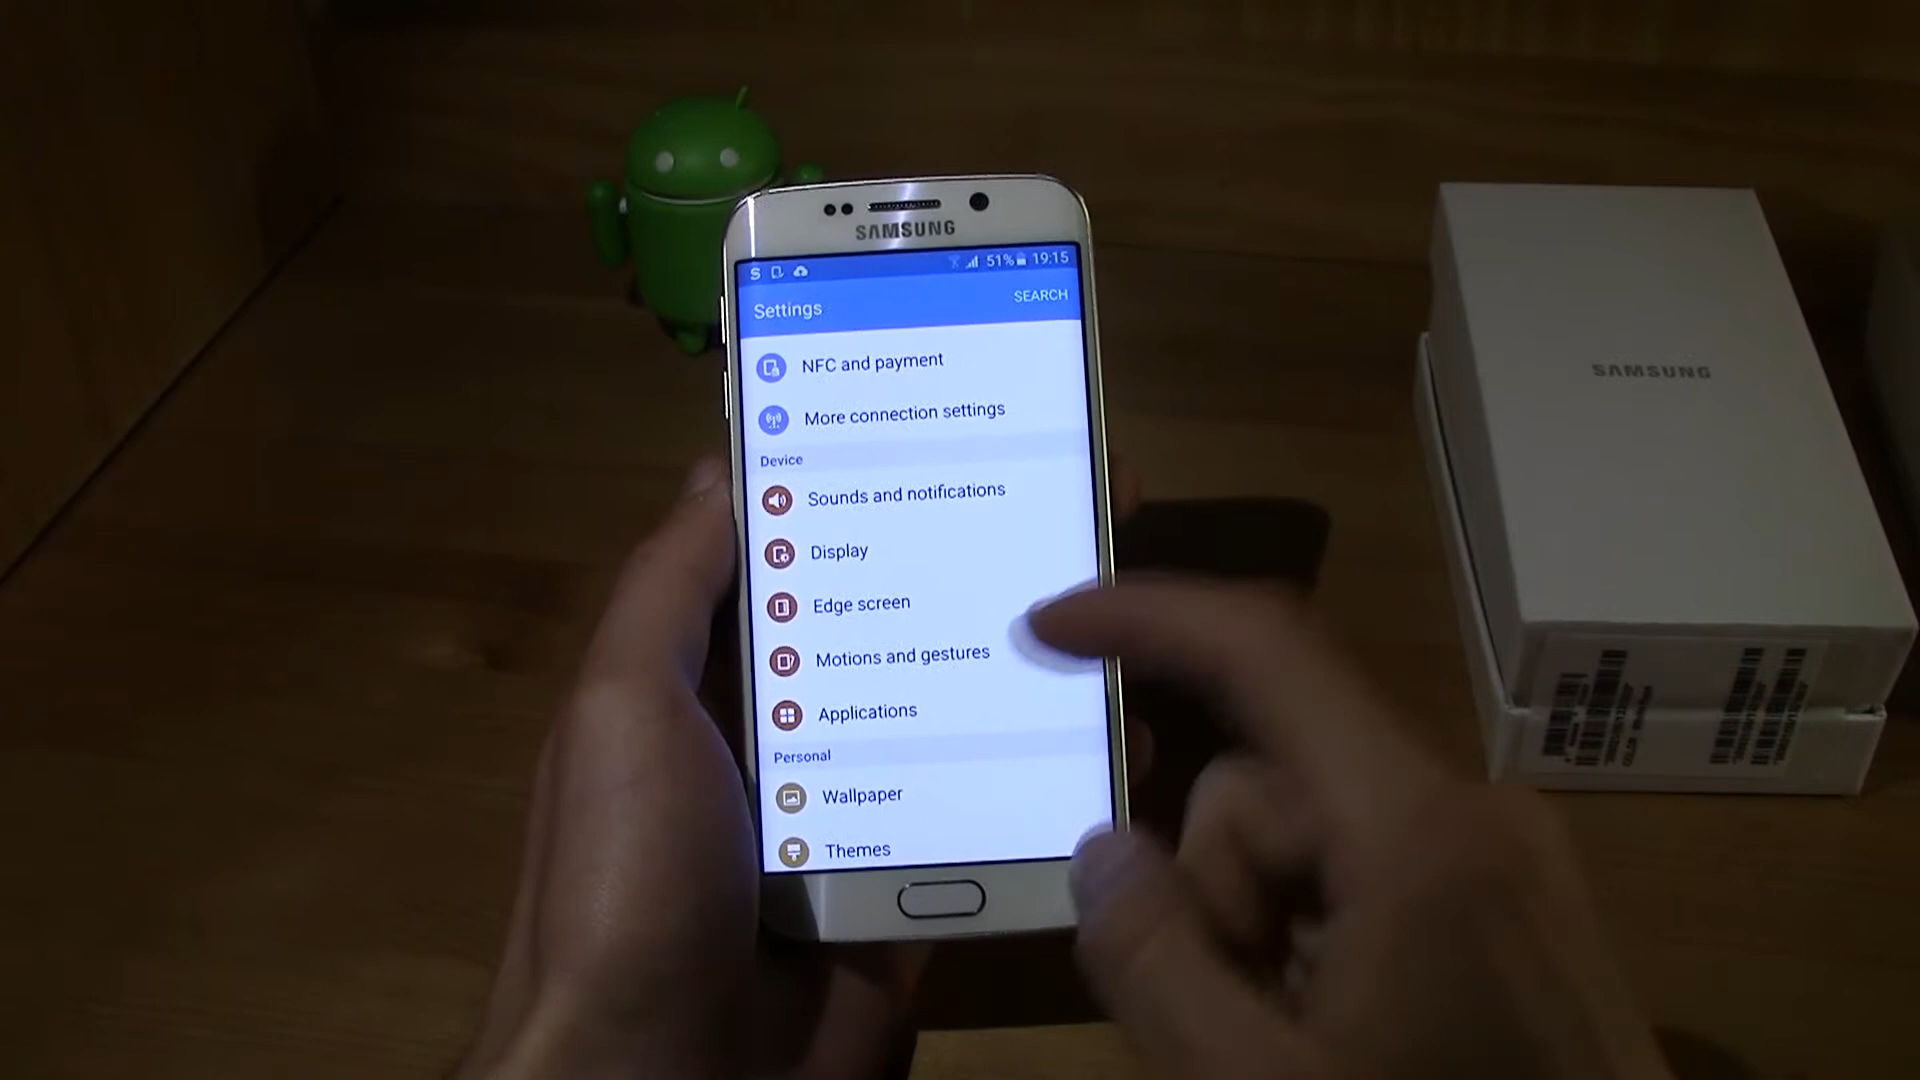 SAMSUNG
51% 19:15
Settings
SEARCH
NFC and payment
More connection settings
Device
Sounds and notifications
Display
Edge screen
Motions and gestures
Applications
Personal
Wallpaper
Themes
SAMSUNG